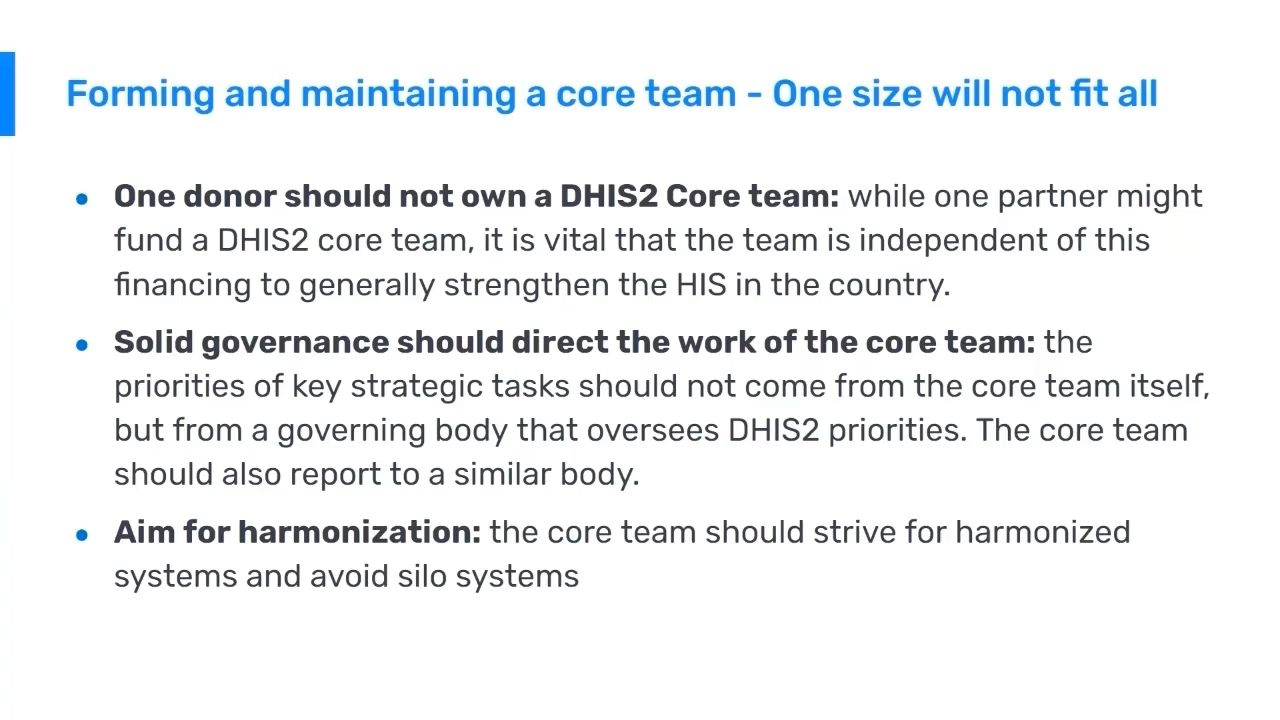 Forming and maintaining a core team - One size will not fit all
• One donor should not own a DHIS2 Core team: while one partner might
fund a DHIS2 core team, it is vital that the team is independent of this
financing to generally strengthen the HIS in the country.
• Solid governance should direct the work of the core team: the
priorities of key strategic tasks should not come from the core team itself,
but from a governing body that oversees DHIS2 priorities. The core team
should also report to a similar body.
• Aim for harmonization: the core team should strive for harmonized
systems and avoid silo systems